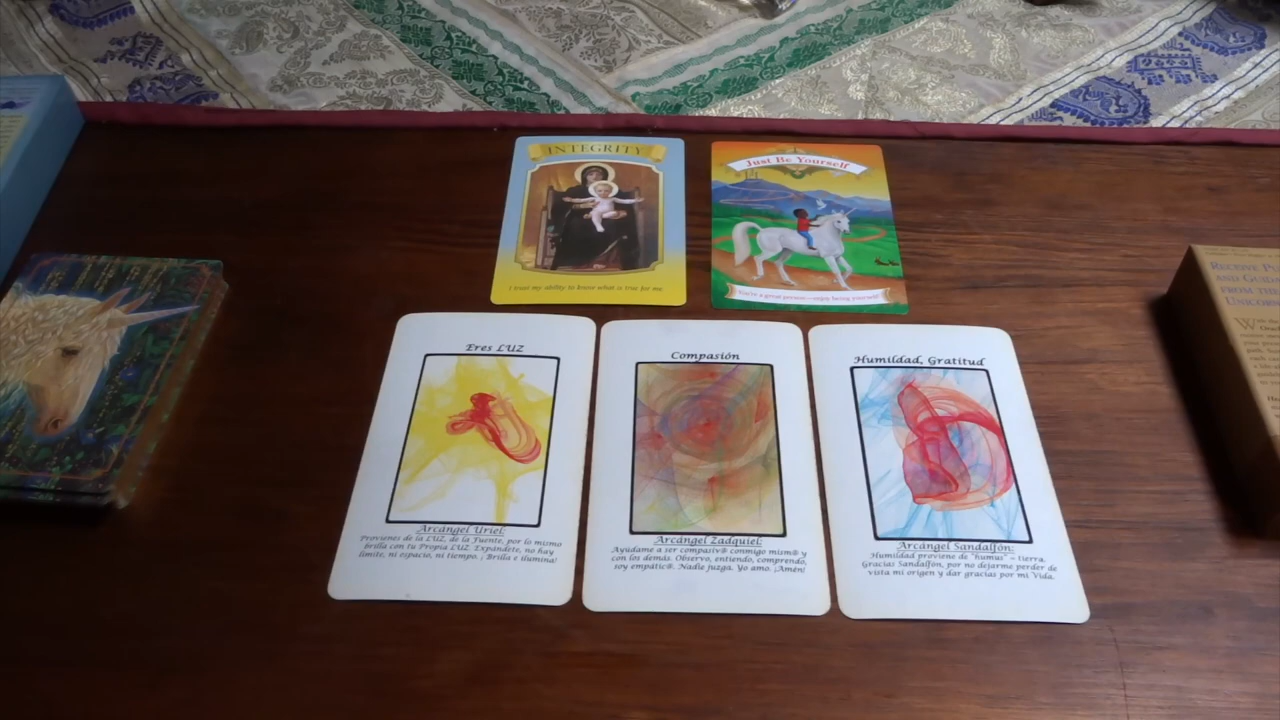 INTEGRITY
I trust my ability to know what is true for me.
Just Be Yourself
You're a great person—enjoy being yourself!
Eres LUZ
Arcángel Uriel:
Provienes de la LUZ, de la Fuente, por lo mismo
brilla con tu Propia LUZ. Expándete, no hay
límite, ni espacio, ni tiempo. ¡Brilla e ilumina!
Compasión
Arcángel Zadquiel:
Ayúdame a ser compasiv@ conmigo mism@ y
con los demás. Observo, entiendo, comprendo,
soy empátic@. Nadie juzga. Yo amo. ¡Amén!
Humildad, Gratitud
Arcángel Sandalfón:
Humildad proviene de "humus" = tierra.
Gracias Sandalfón, por no dejarme perder de
vista mi origen y dar gracias por mi Vida.
RECEIVE
AND
FROM THE